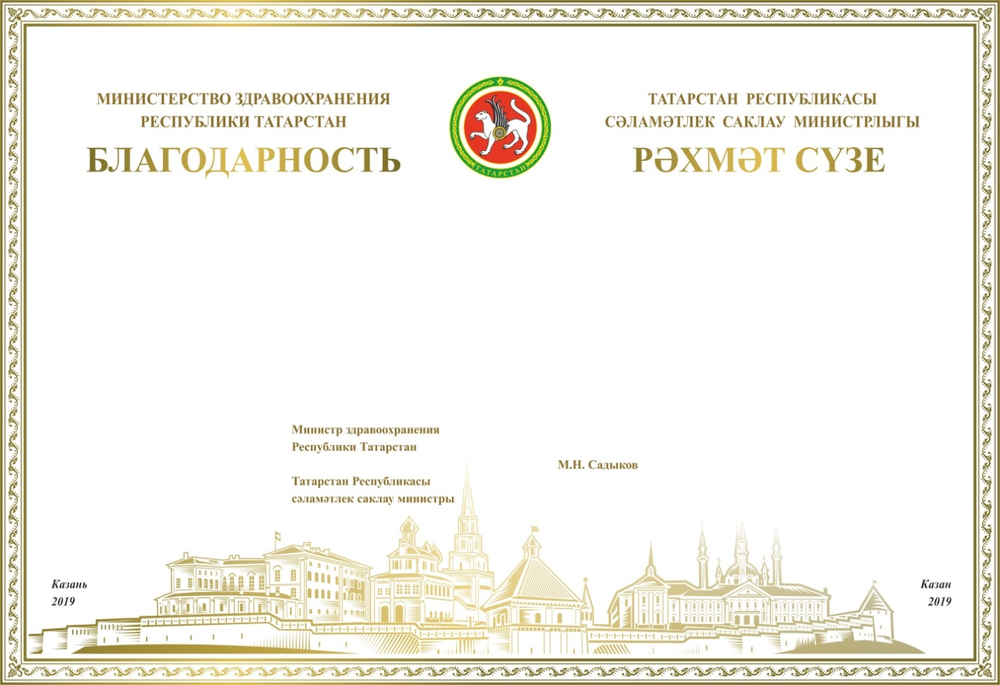 МИНИСТЕРСТВО ЗДРАВООХРАНЕНИЯ
РЕСПУБЛИКИ ТАТАРСТАН
БЛАГОДАРНОСТЬ
ТАТАРСТАН
ТАТАРСТАН РЕСПУБЛИКАСЫ
СӘЛАМӘТЛЕК САКЛАУ МИНИСТРЛЫГЫ
РӘХМӘТ СҮЗЕ
Министр здравоохранения
Республики Татарстан
М.Н. Садыков
Татарстан Республикасы
сәламәтлек саклау министры
Казань
2019
Казан
2019